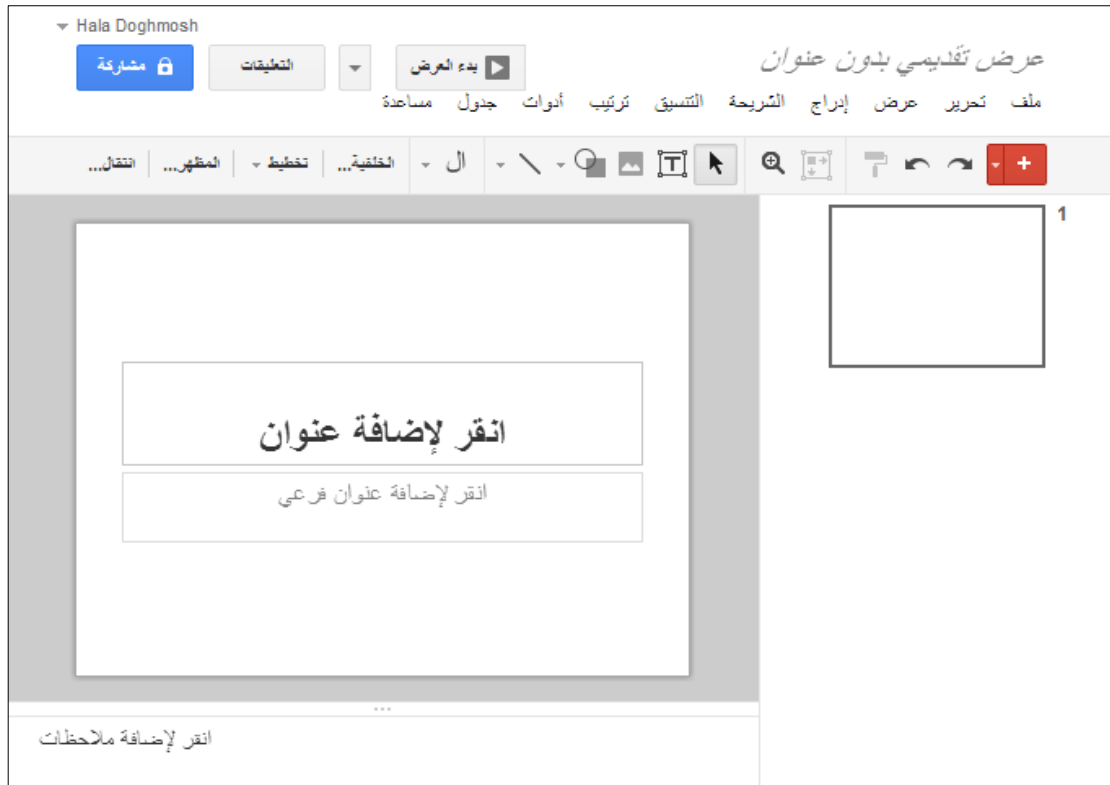 Hala Doghmosh
عرض تقديمي بدون عنوان
بدء العرض
التعليقات
مشاركة
ملف تحرير عرض إدراج الشريحة التنسيق ترتيب أدوات جدول مساعدة
+ T ال الخلفية... تخطيط المظهر... انتقال...
1
انقر لإضافة عنوان
انقر لإضافة عنوان فرعي
انقر لإضافة ملاحظات